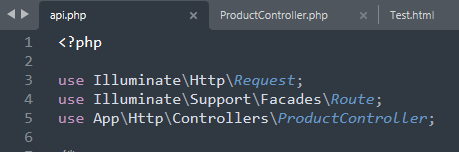 api.php × ProductController.php × Test.html
1 <?php
2
3 use Illuminate\Http\Request;
4 use Illuminate\Support\Facades\Route;
5 use App\Http\Controllers\ProductController;
6